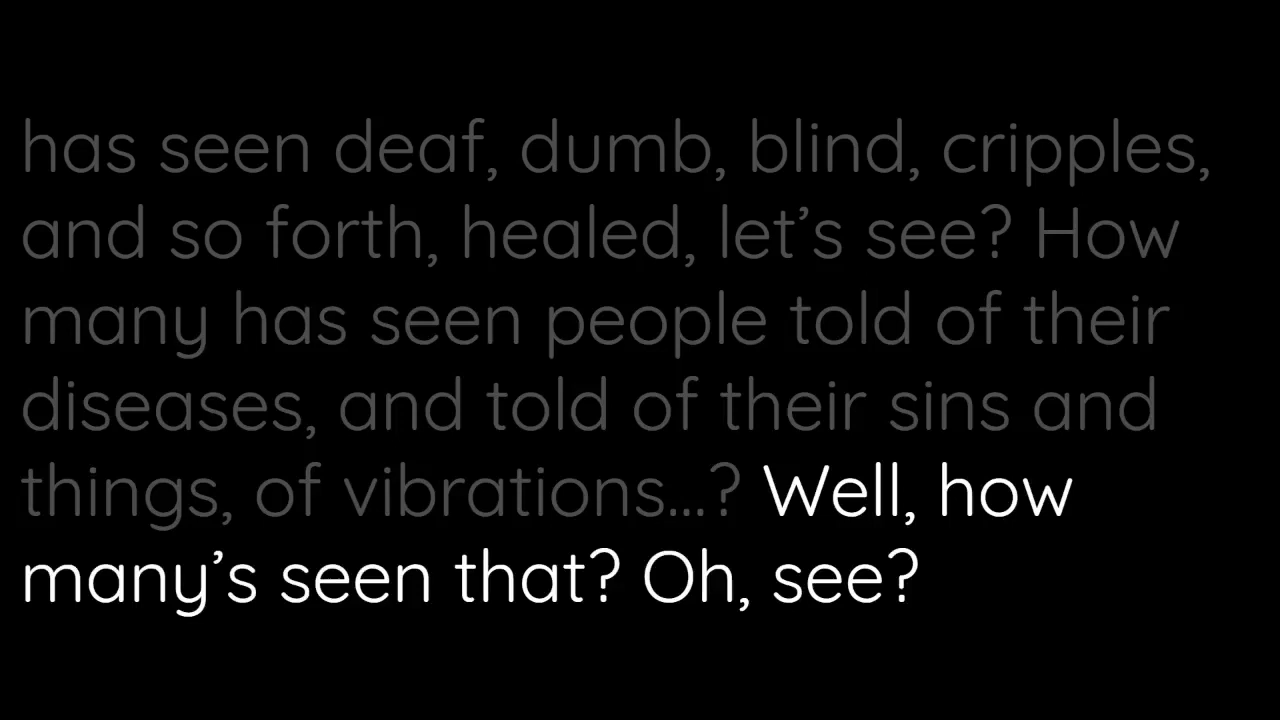 has seen deaf, dumb, blind, cripples,
and so forth, healed, let’s see? How
many has seen people told of their
diseases, and told of their sins and
things, of vibrations...? Well, how
many’s seen that? Oh, see?